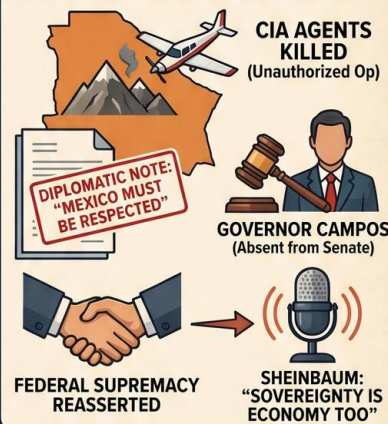 CIA AGENTS
KILLED
(Unauthorized Op)
DIPLOMATIC NOTE:
“MEXICO MUST
BE RESPECTED”
GOVERNOR CAMPOS
(Absent from Senate)
FEDERAL SUPREMACY
REASSERTED
SHEINBAUM:
“SOVEREIGNTY IS
ECONOMY TOO”